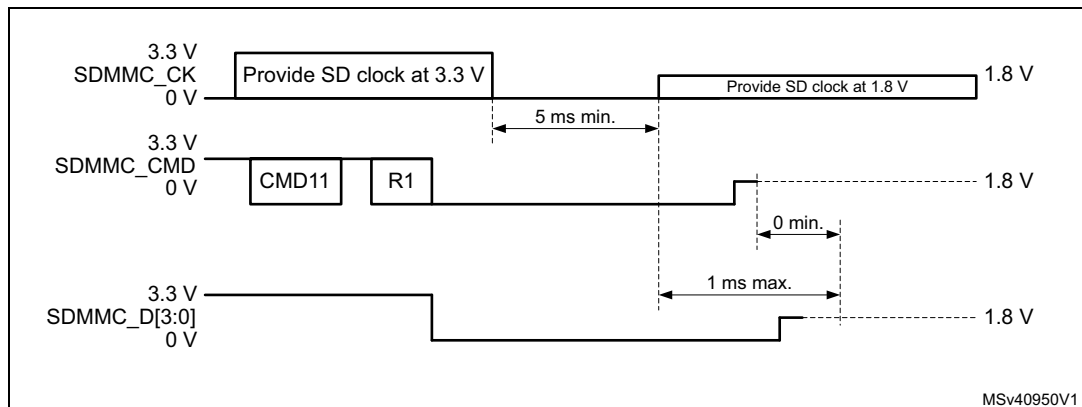 3.3 V
SDMMC_CK
0 V
Provide SD clock at 3.3 V
Provide SD clock at 1.8 V
1.8 V
5 ms min.
3.3 V
SDMMC_CMD
0 V
CMD11
R1
1.8 V
0 min.
1 ms max.
3.3 V
SDMMC_D[3:0]
0 V
1.8 V
MSv40950V1